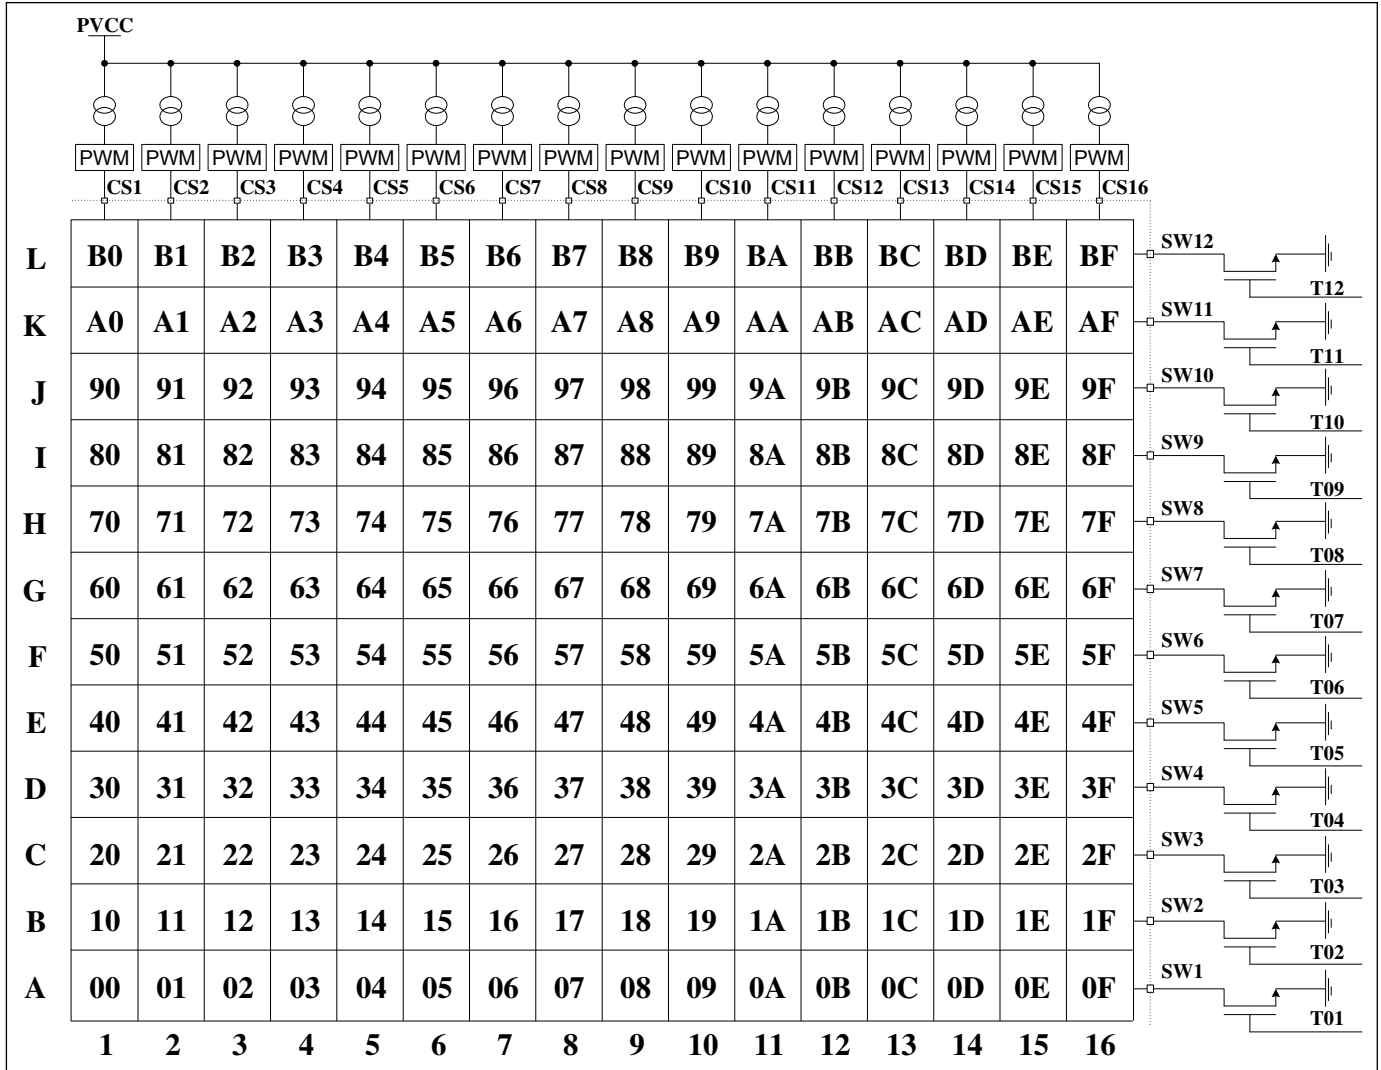 PVCC
PWM PWM PWM PWM PWM PWM PWM PWM PWM PWM PWM PWM PWM PWM PWM PWM
CS1 CS2 CS3 CS4 CS5 CS6 CS7 CS8 CS9 CS10 CS11 CS12 CS13 CS14 CS15 CS16
L B0 B1 B2 B3 B4 B5 B6 B7 B8 B9 BA BB BC BD BE BF SW12
T12
K A0 A1 A2 A3 A4 A5 A6 A7 A8 A9 AA AB AC AD AE AF SW11
T11
J 90 91 92 93 94 95 96 97 98 99 9A 9B 9C 9D 9E 9F SW10
T10
I 80 81 82 83 84 85 86 87 88 89 8A 8B 8C 8D 8E 8F SW9
T09
H 70 71 72 73 74 75 76 77 78 79 7A 7B 7C 7D 7E 7F SW8
T08
G 60 61 62 63 64 65 66 67 68 69 6A 6B 6C 6D 6E 6F SW7
T07
F 50 51 52 53 54 55 56 57 58 59 5A 5B 5C 5D 5E 5F SW6
T06
E 40 41 42 43 44 45 46 47 48 49 4A 4B 4C 4D 4E 4F SW5
T05
D 30 31 32 33 34 35 36 37 38 39 3A 3B 3C 3D 3E 3F SW4
T04
C 20 21 22 23 24 25 26 27 28 29 2A 2B 2C 2D 2E 2F SW3
T03
B 10 11 12 13 14 15 16 17 18 19 1A 1B 1C 1D 1E 1F SW2
T02
A 00 01 02 03 04 05 06 07 08 09 0A 0B 0C 0D 0E 0F SW1
T01
1 2 3 4 5 6 7 8 9 10 11 12 13 14 15 16